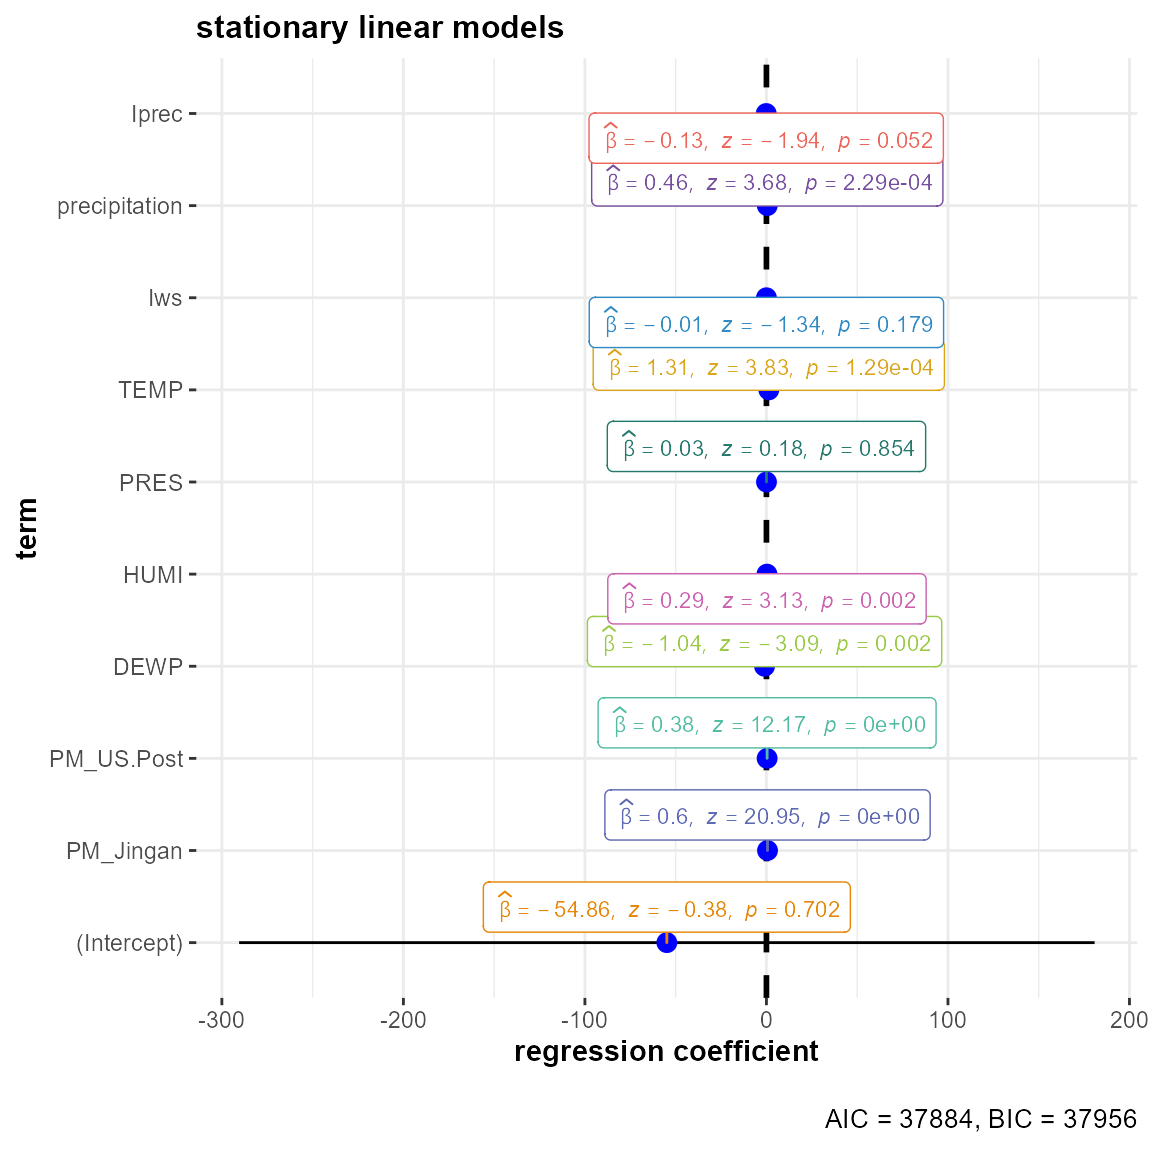 stationary linear models
Iprec
β̂ = −0.13, z = −1.94, p = 0.052
β̂ = 0.46, z = 3.68, p = 2.29e-04
precipitation
Iws
β̂ = −0.01, z = −1.34, p = 0.179
β̂ = 1.31, z = 3.83, p = 1.29e-04
TEMP
β̂ = 0.03, z = 0.18, p = 0.854
PRES
term
HUMI
β̂ = 0.29, z = 3.13, p = 0.002
β̂ = −1.04, z = −3.09, p = 0.002
DEWP
β̂ = 0.38, z = 12.17, p = 0e+00
PM_US.Post
β̂ = 0.6, z = 20.95, p = 0e+00
PM_Jingan
β̂ = −54.86, z = −0.38, p = 0.702
(Intercept)
-300 -200 -100 0 100 200
regression coefficient
AIC = 37884, BIC = 37956